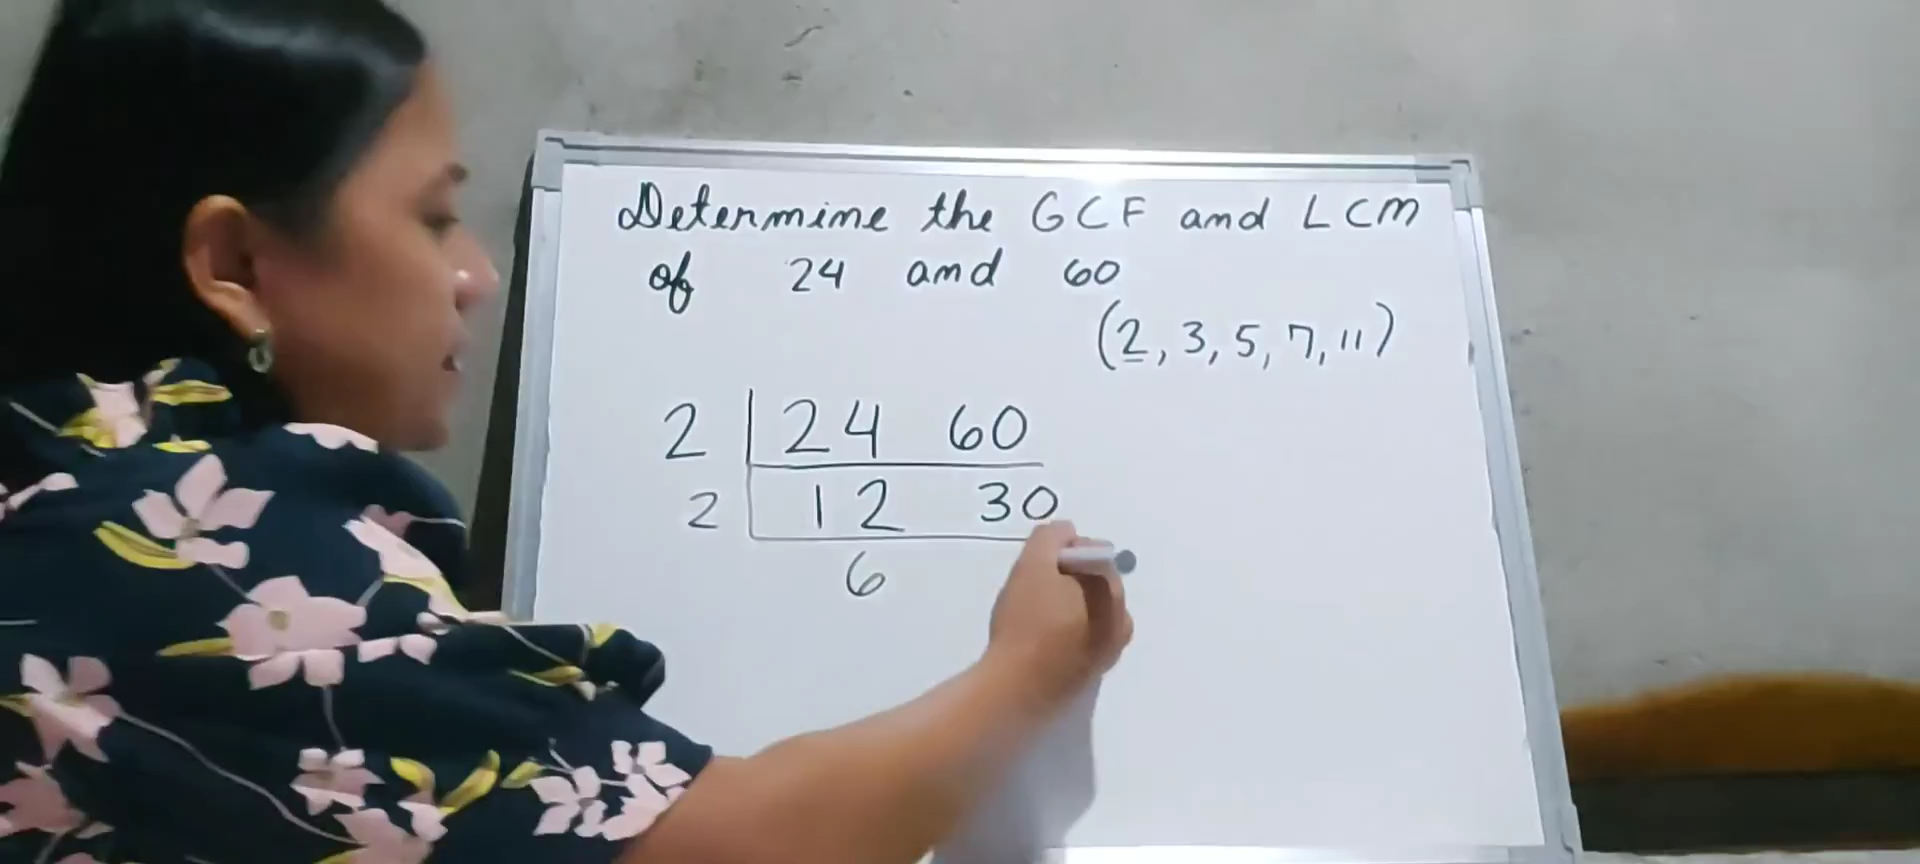 Determine the GCF and LCM
of 24 and 60
(2, 3, 5, 7, 11)
2 24 60
2 12 30
6